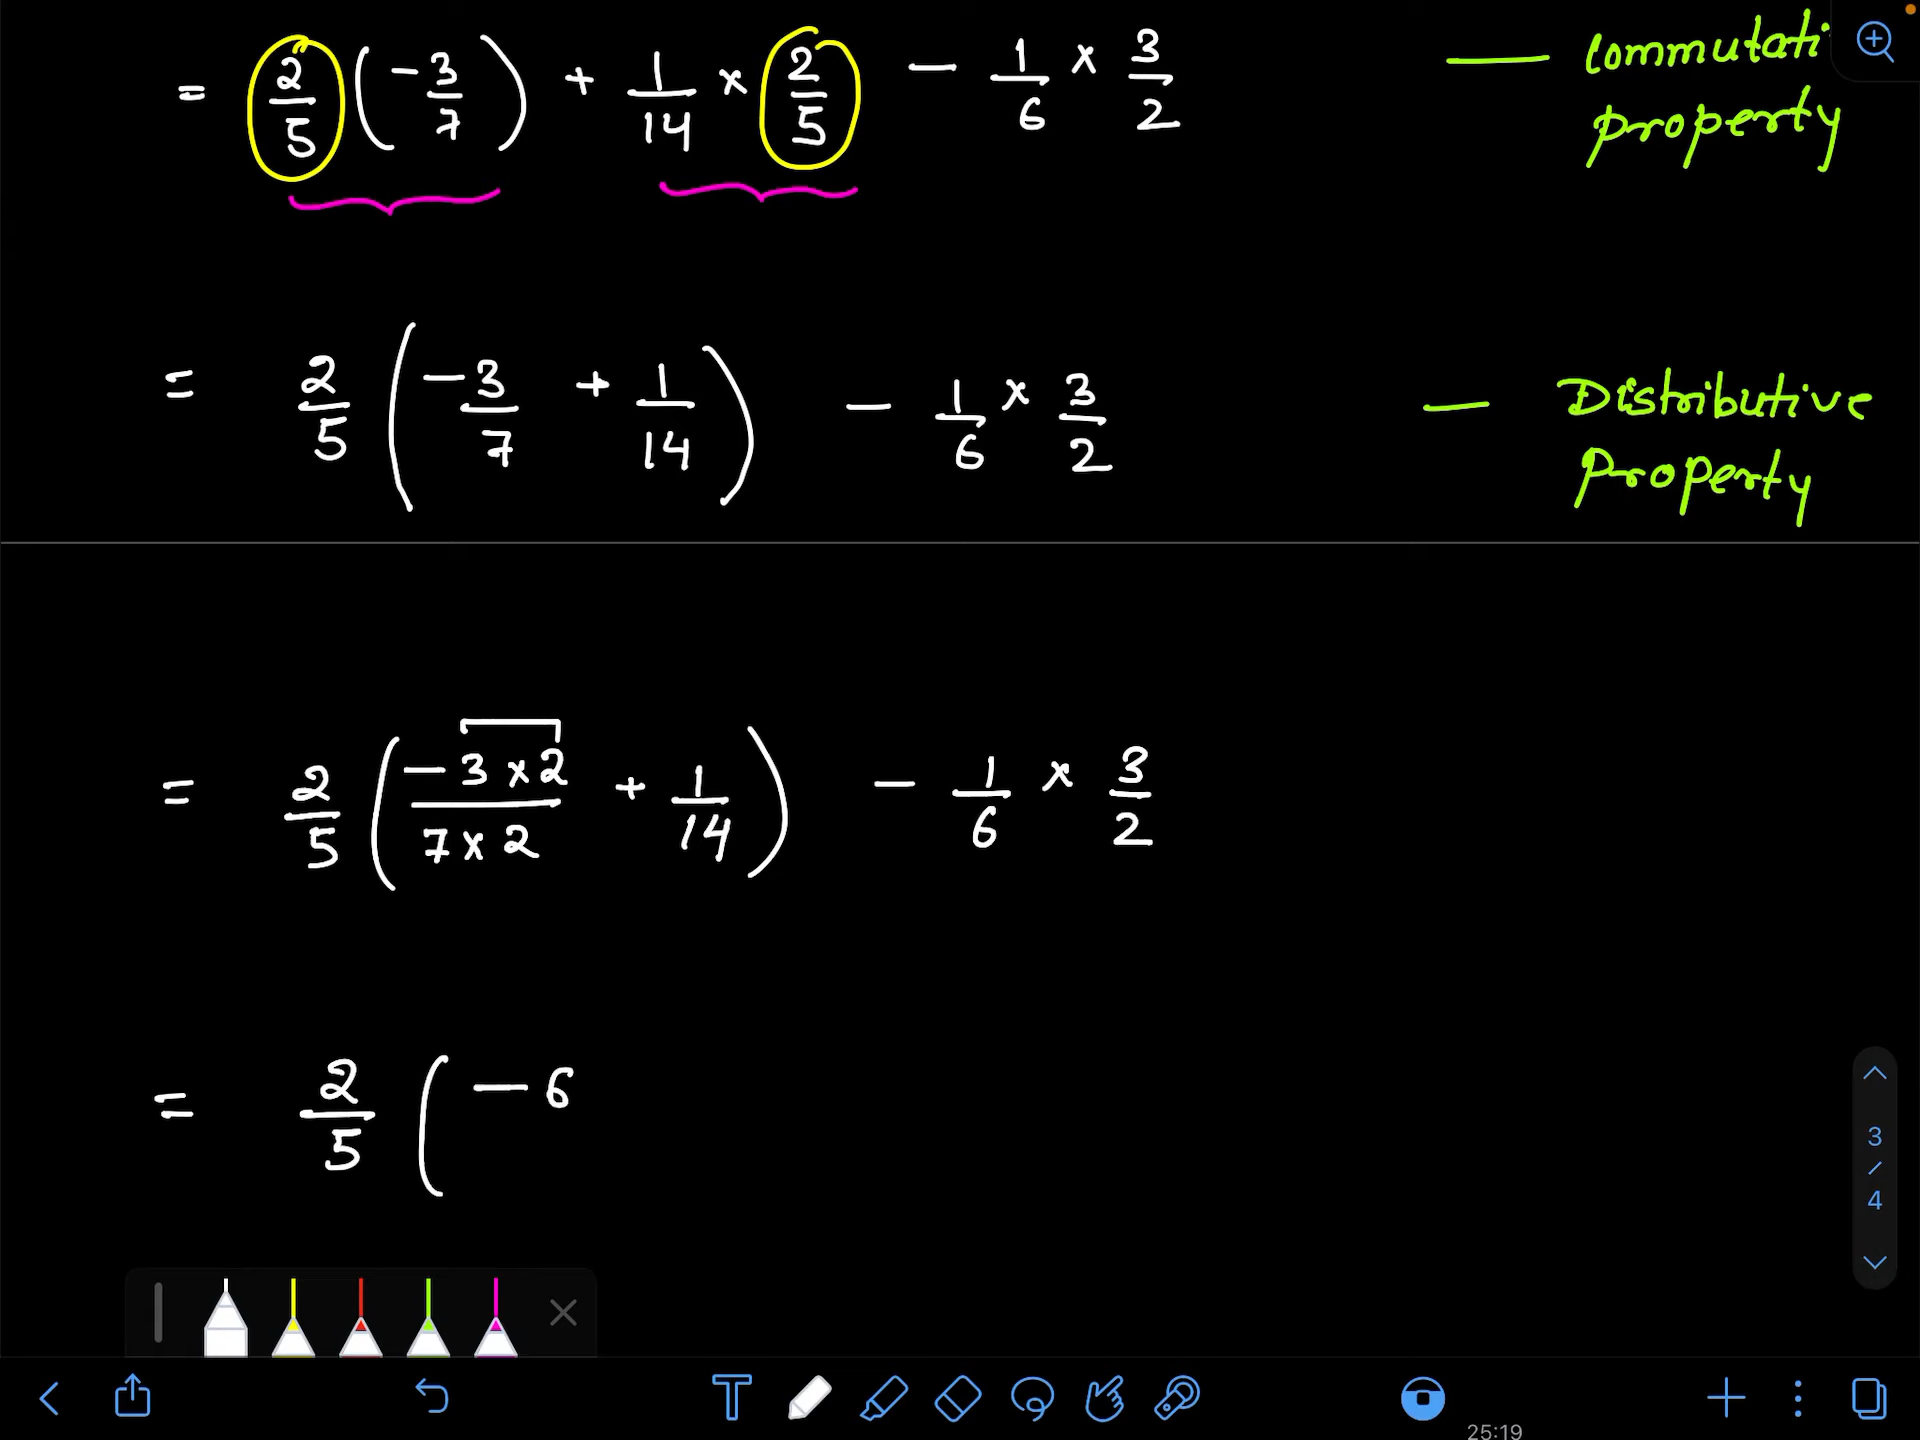 = 2/5 (-3/7) + 1/14 × 2/5 - 1/6 × 3/2 — Commutati
property
= 2/5 (-3/7 + 1/14) - 1/6 × 3/2 — Distributive
Property
= 2/5 (-3×2/7×2 + 1/14) - 1/6 × 3/2
= 2/5 ( -6
3
/
4
25:19